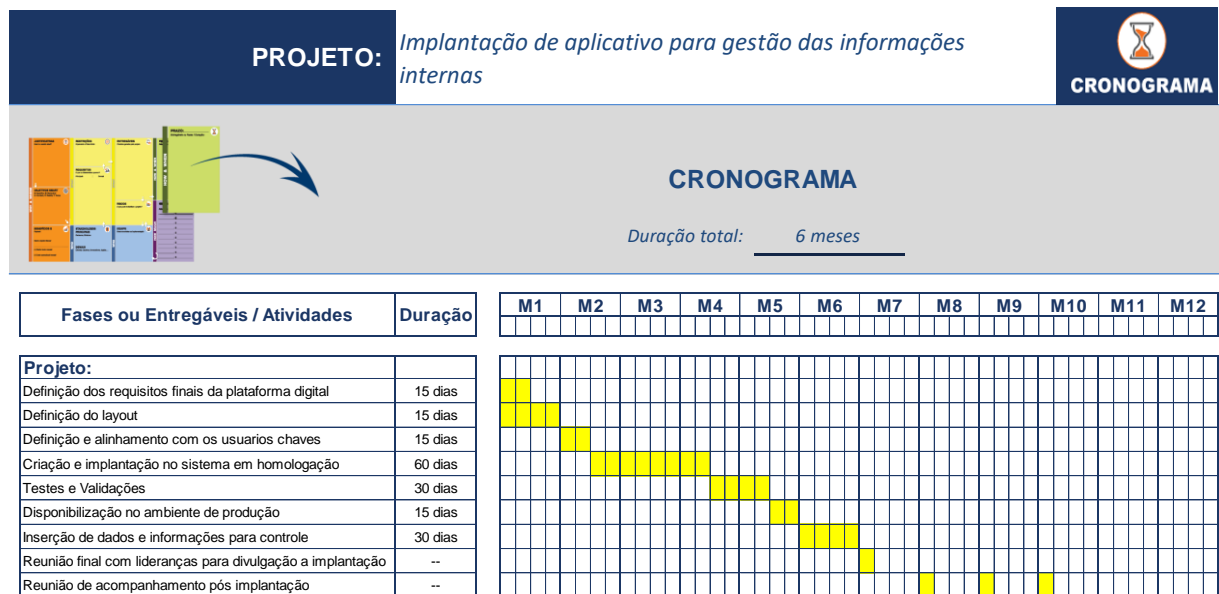 PROJETO:
Implantação de aplicativo para gestão das informações
internas
CRONOGRAMA
CRONOGRAMA
Duração total: 6 meses
Fases ou Entregáveis / Atividades Duração M1 M2 M3 M4 M5 M6 M7 M8 M9 M10 M11 M12
Projeto:
Definição dos requisitos finais da plataforma digital 15 dias
Definição do layout 15 dias
Definição e alinhamento com os usuarios chaves 15 dias
Criação e implantação no sistema em homologação 60 dias
Testes e Validações 30 dias
Disponibilização no ambiente de produção 15 dias
Inserção de dados e informações para controle 30 dias
Reunião final com lideranças para divulgação a implantação --
Reunião de acompanhamento pós implantação --